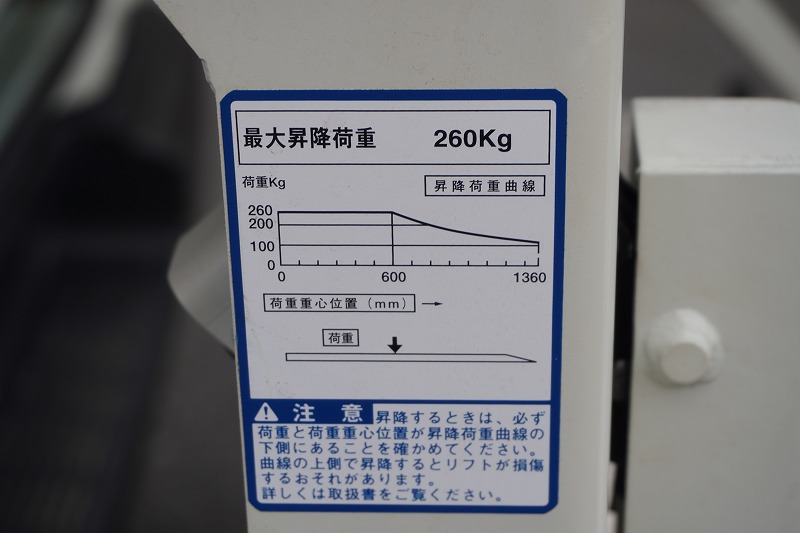 最大昇降荷重 260Kg
荷重Kg
昇降荷重曲線
260
200
100
0
0 600 1360
荷重重心位置(mm) →
荷重
注意 昇降するときは、必ず
荷重と荷重重心位置が昇降荷重曲線の
下側にあることを確かめてください。
曲線の上側で昇降するとリフトが損傷
するおそれがあります。
詳しくは取扱書をご覧ください。